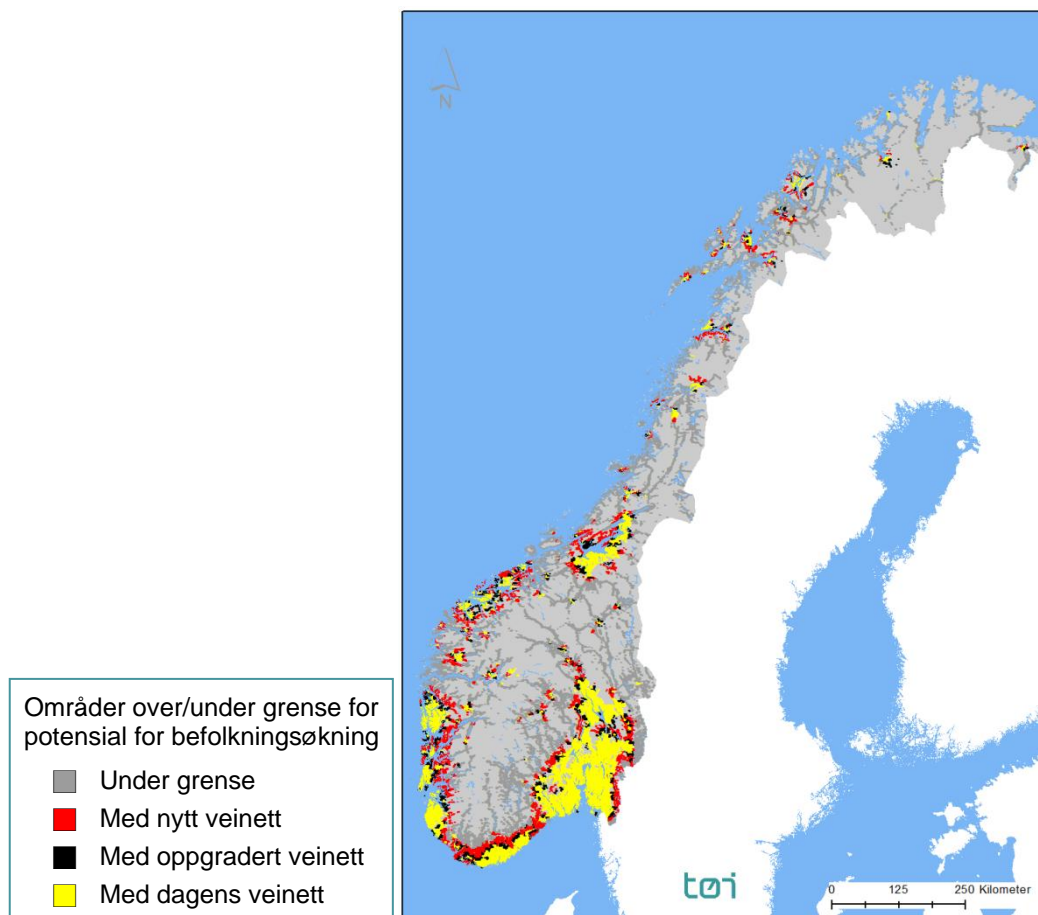 N
Områder over/under grense for
potensial for befolkningsøkning
Under grense
Med nytt veinett
Med oppgradert veinett
Med dagens veinett
tøi
0 125 250 Kilometer